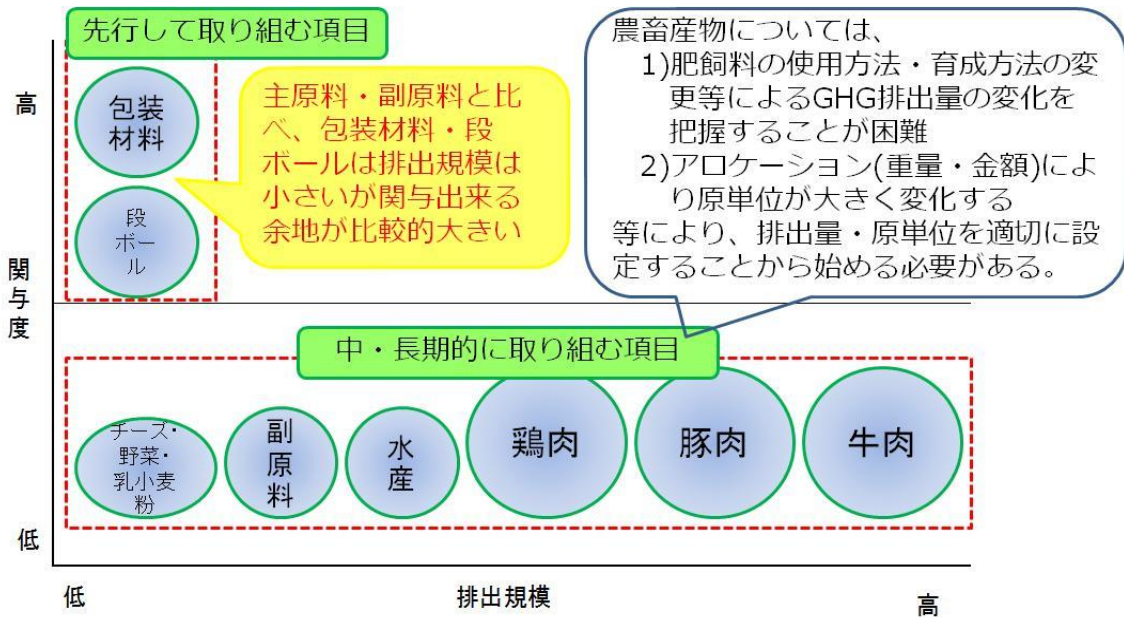 先行して取り組む項目
高
包装
材料
段
ボー
ル
主原料・副原料と比
べ、包装材料・段
ボールは排出規模は
小さいが関与出来る
余地が比較的大きい
農畜産物については、
1)肥飼料の使用方法・育成方法の変
更等によるGHG排出量の変化を
把握することが困難
2)アロケーション(重量・金額)によ
り原単位が大きく変化する
等により、排出量・原単位を適切に設
定することから始める必要がある。
関
与
度
中・長期的に取り組む項目
チーズ・
野菜・
乳小麦
粉
副
原
料
水
産
鶏肉
豚肉
牛肉
低
低
排出規模
高